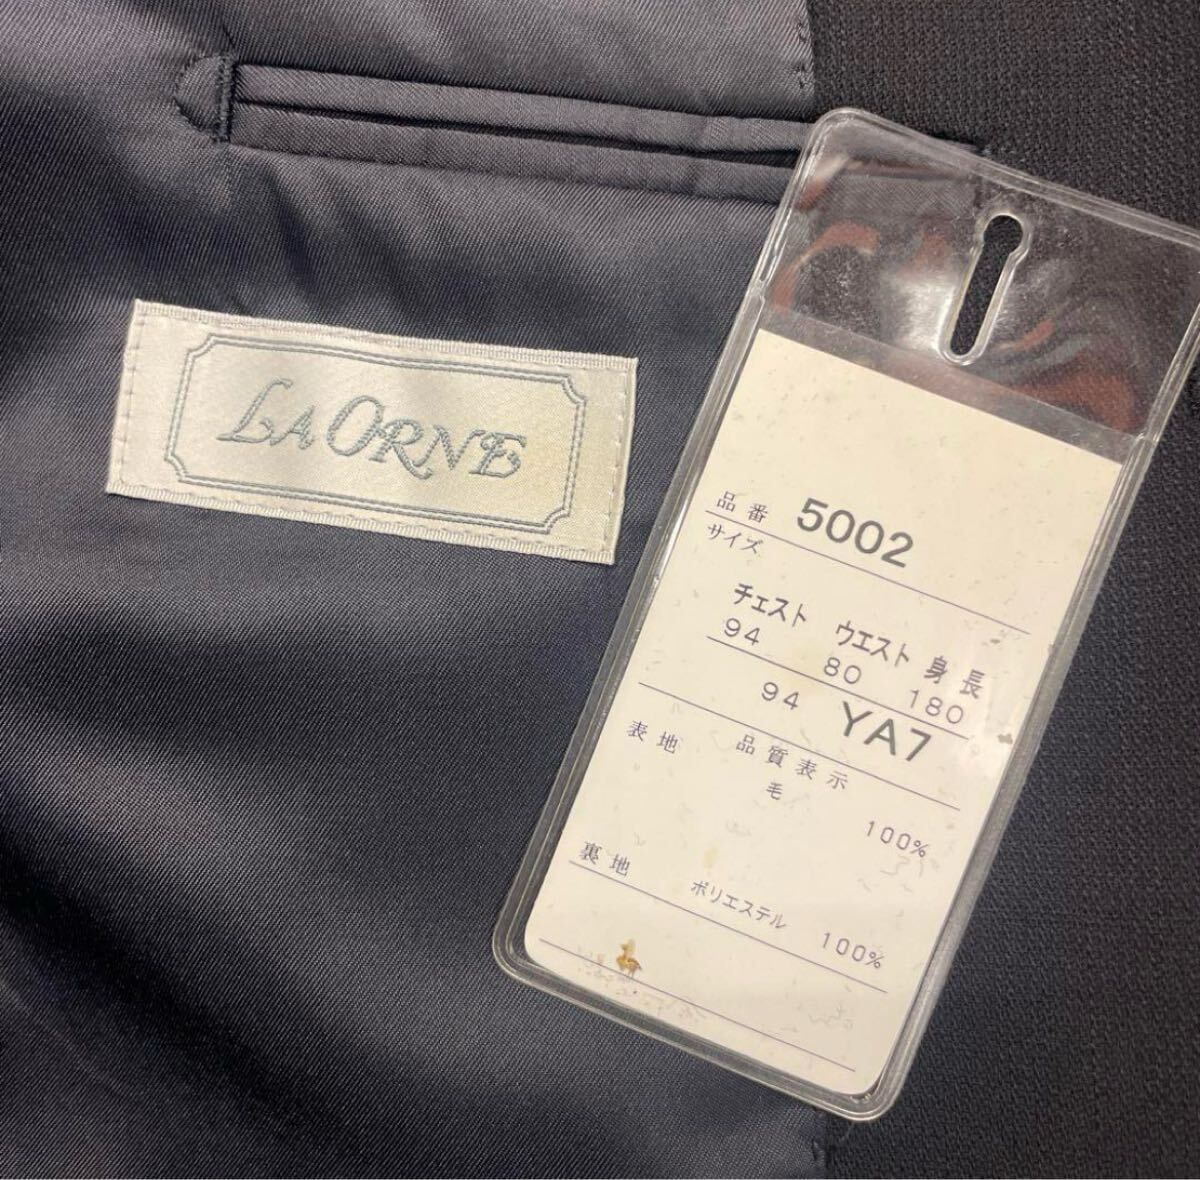 LAORNE
品番 5002
サイズ
チェスト ウエスト 身長
94 80 180
94 YA7
品質表示
表地 毛 100%
裏地 ポリエステル 100%